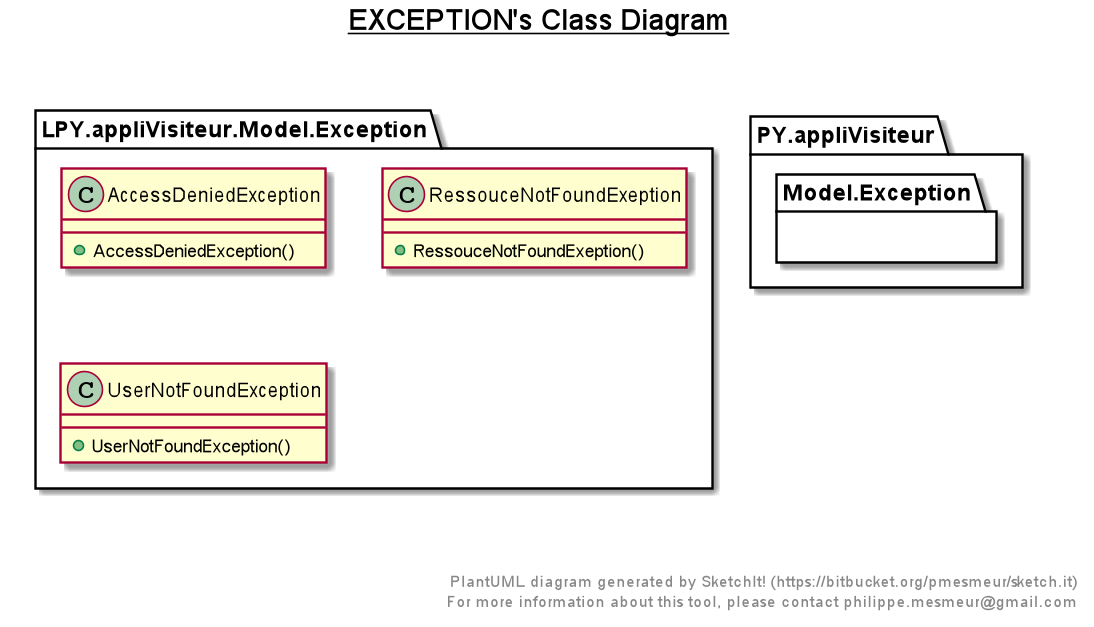 EXCEPTION's Class Diagram
LPY.appliVisiteur.Model.Exception
PY.appliVisiteur
Model.Exception
C AccessDeniedException
AccessDeniedException()
C RessouceNotFoundExeption
RessouceNotFoundExeption()
C UserNotFoundException
UserNotFoundException()
PlantUML diagram generated by SketchIt! (https://bitbucket.org/pmesmeur/sketch.it)
For more information about this tool, please contact philippe.mesmeur@gmail.com